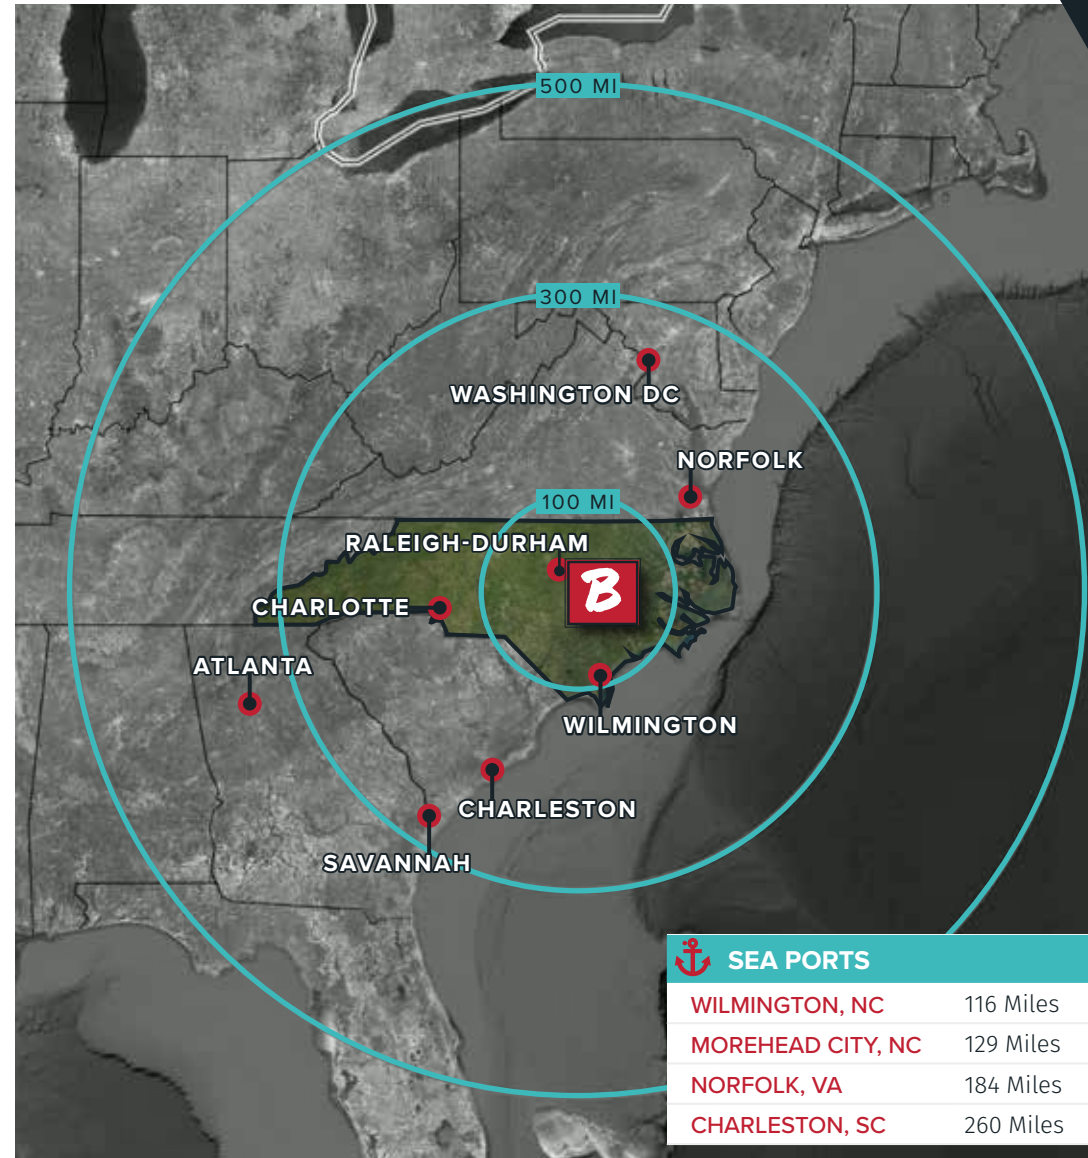 500 MI
300 MI
WASHINGTON DC
NORFOLK
100 MI
RALEIGH-DURHAM
B
CHARLOTTE
ATLANTA
WILMINGTON
CHARLESTON
SAVANNAH
SEA PORTS
WILMINGTON, NC 116 Miles
MOREHEAD CITY, NC 129 Miles
NORFOLK, VA 184 Miles
CHARLESTON, SC 260 Miles